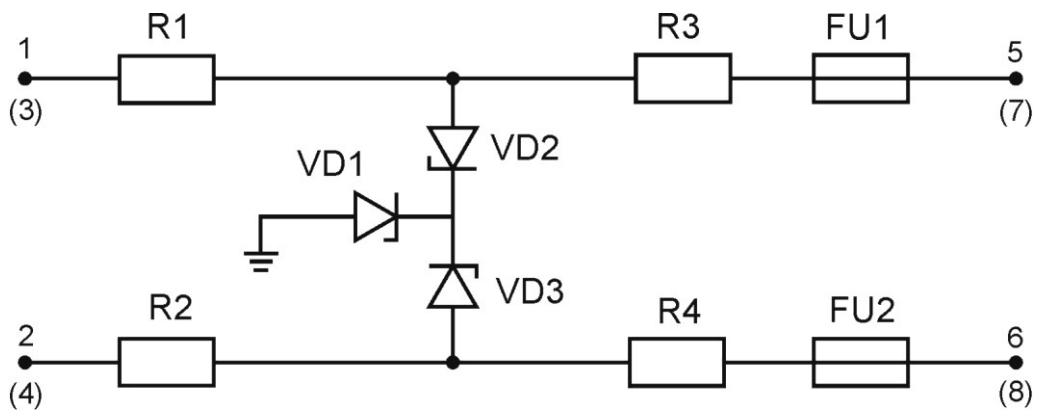 R1 R3 FU1
1 5
(3) (7)
VD2
VD1
VD3
R2 R4 FU2
2 6
(4) (8)